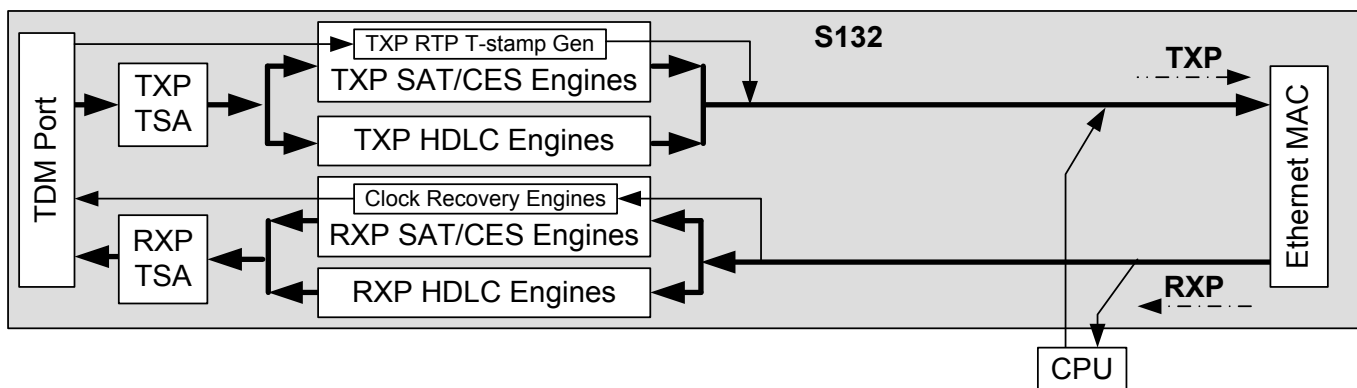 S132
TDM Port
TXP
TSA
TXP RTP T-stamp Gen
TXP SAT/CES Engines
TXP HDLC Engines
TXP
Ethernet MAC
Clock Recovery Engines
RXP SAT/CES Engines
RXP
TSA
RXP HDLC Engines
RXP
CPU